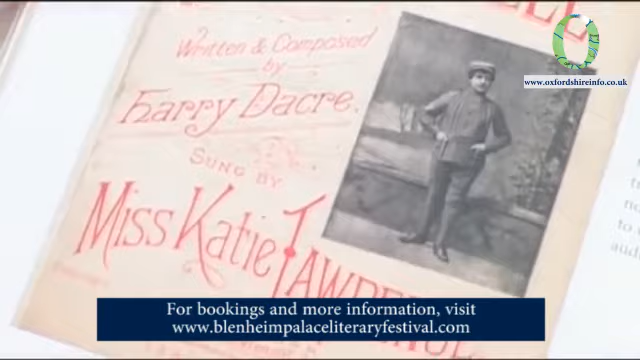 www.oxfordshireinfo.co.uk
Written & Composed
by
Harry Dacre.
SUNG BY
MISS KATIE LAWRENCE
For bookings and more information, visit
www.blenheimpalaceliteraryfestival.com